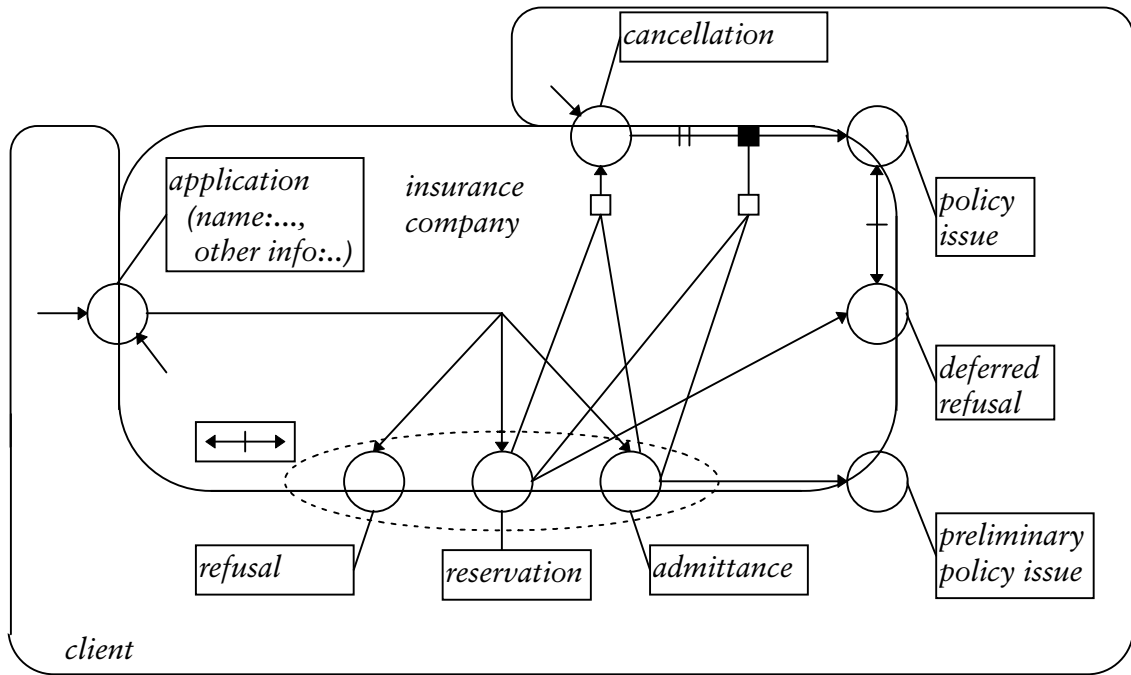 cancellation
application
(name:...,
other info:..)
insurance
company
policy
issue
deferred
refusal
preliminary
policy issue
refusal
reservation
admittance
client